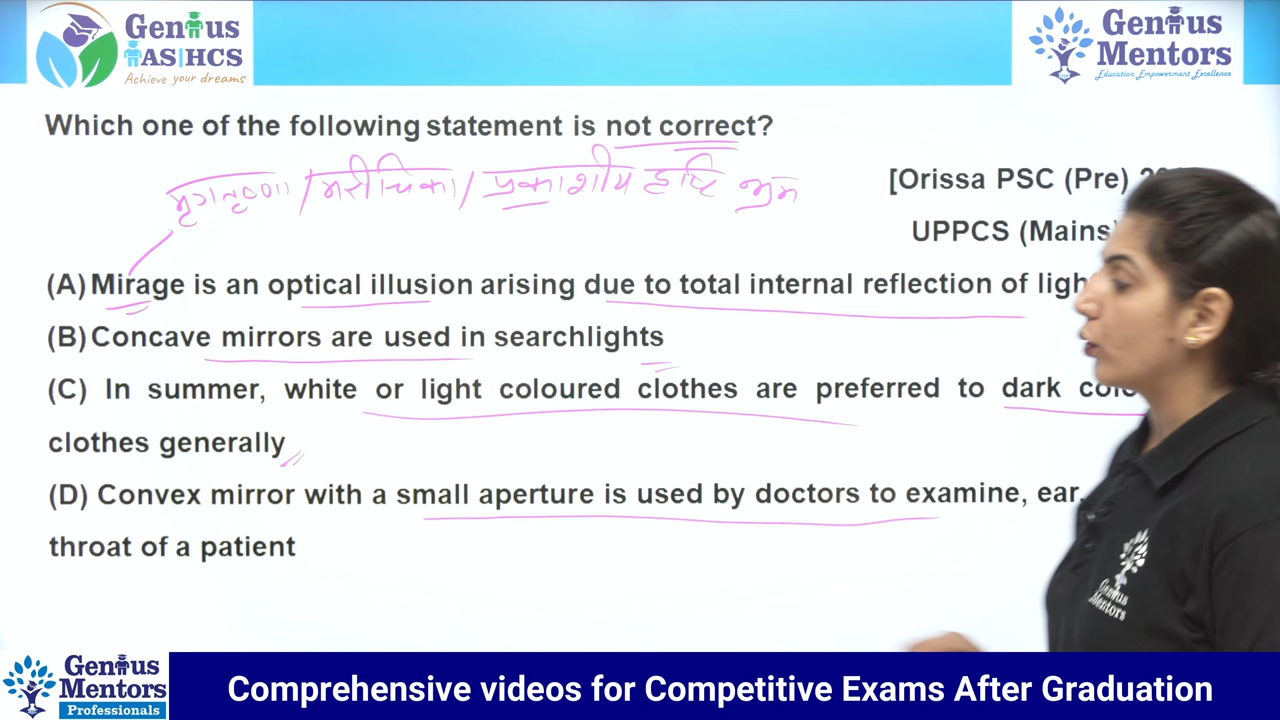 Genius
IAS|HCS
Achieve your dreams
Genius
Mentors
Education Empowerment Excellence
Which one of the following statement is not correct?
मृगतृष्णा / मरीचिका / प्रकाशीय दृष्टि भ्रम
[Orissa PSC (Pre)
UPPCS (Mains)
(A) Mirage is an optical illusion arising due to total internal reflection of
(B) Concave mirrors are used in searchlights
(C) In summer, white or light coloured clothes are preferred to dark
clothes generally
(D) Convex mirror with a small aperture is used by doctors to examine, ear,
throat of a patient
Genius
Mentors
Genius
Mentors
Professionals
Comprehensive videos for Competitive Exams After Graduation